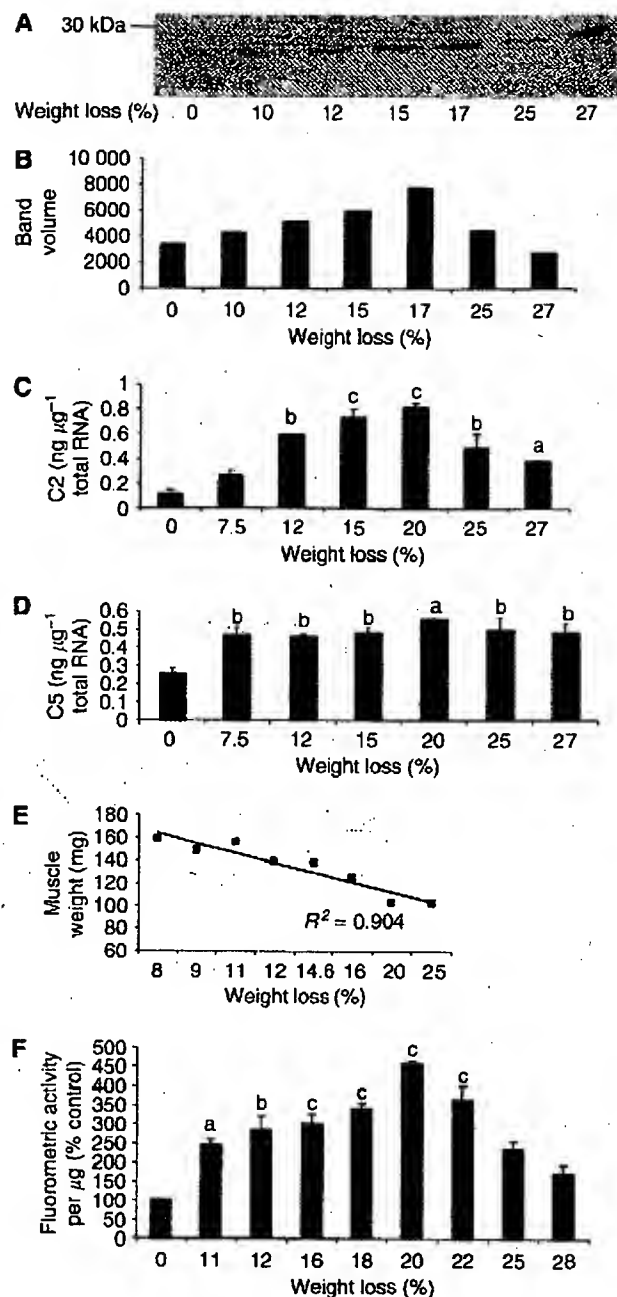 A
30 kDa
Weight loss (%) 0 10 12 15 17 25 27
B
Band volume
10 000
8000
6000
4000
2000
0
0 10 12 15 17 25 27
Weight loss (%)
C
C2 (ng μg⁻¹ total RNA)
1
0.8
0.6
0.4
0.2
0
b c c b a
0 7.5 12 15 20 25 27
Weight loss (%)
D
C5 (ng μg⁻¹ total RNA)
0.6
0.5
0.4
0.3
0.2
0.1
0
b b b a b b
0 7.5 12 15 20 25 27
Weight loss (%)
E
Muscle weight (mg)
180
160
140
120
100
80
60
R² = 0.904
8 9 11 12 14.6 16 20 25
Weight loss (%)
F
Fluorometric activity per μg (% control)
500
450
400
350
300
250
200
150
100
50
0
a b c c c c
0 11 12 16 18 20 22 25 28
Weight loss (%)